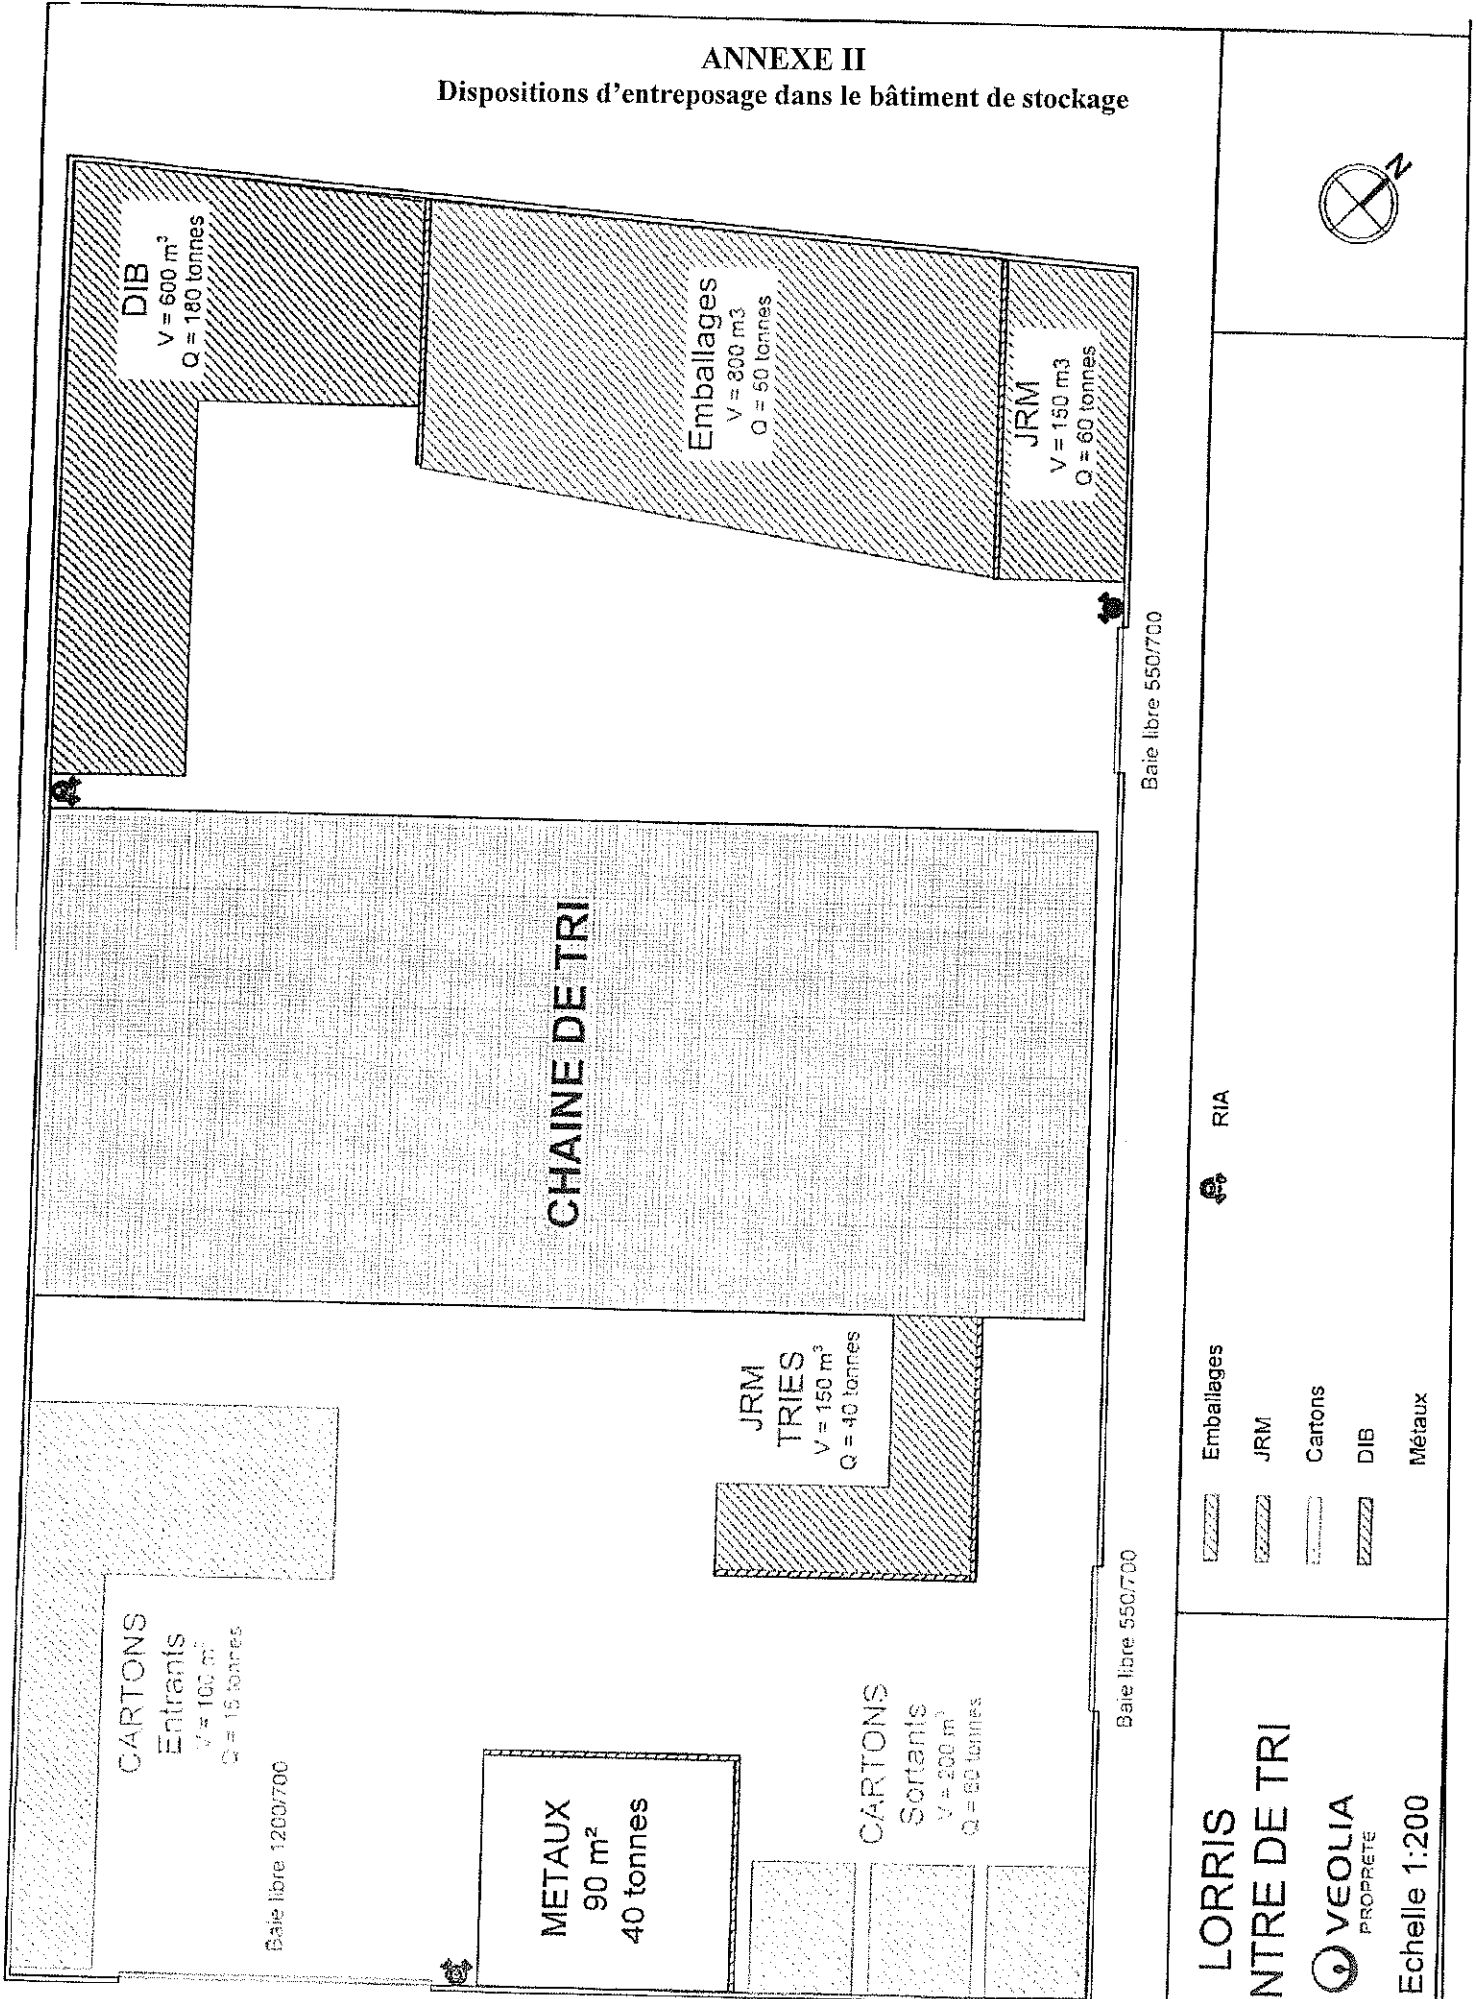 ANNEXE II
Dispositions d'entreposage dans le bâtiment de stockage
DIB
V = 600 m³
Q = 180 tonnes
Emballages
V = 800 m3
Q = 50 tonnes
JRM
V = 150 m3
Q = 60 tonnes
Baie libre 550/700
CHAINE DE TRI
JRM
TRIES
V = 150 m³
Q = 40 tonnes
CARTONS
Entrants
V = 100 m³
Q = 15 tonnes
Baie libre 1200/700
METAUX
90 m²
40 tonnes
CARTONS
Sortants
V = 200 m³
tonnes
Baie libre 550/700
N
RIA
Emballages
JRM
Cartons
DIB
Métaux
LORRIS
NTRE DE TRI
VEOLIA
PROPRETE
Echelle 1:200